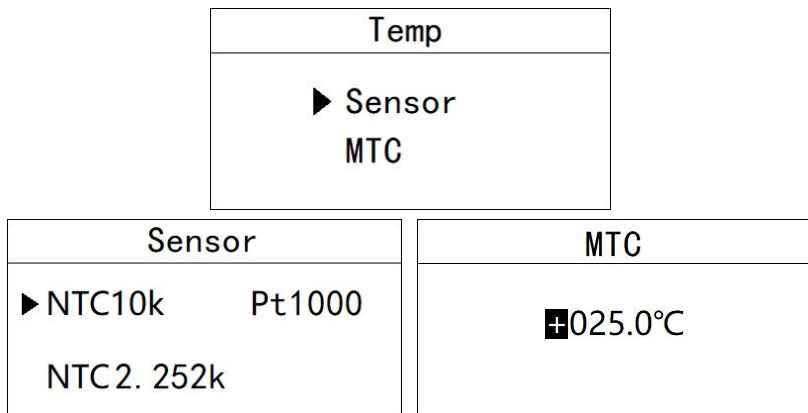 Temp
▶ Sensor
MTC
Sensor
▶ NTC10k Pt1000
NTC2.252k
MTC
+025.0℃